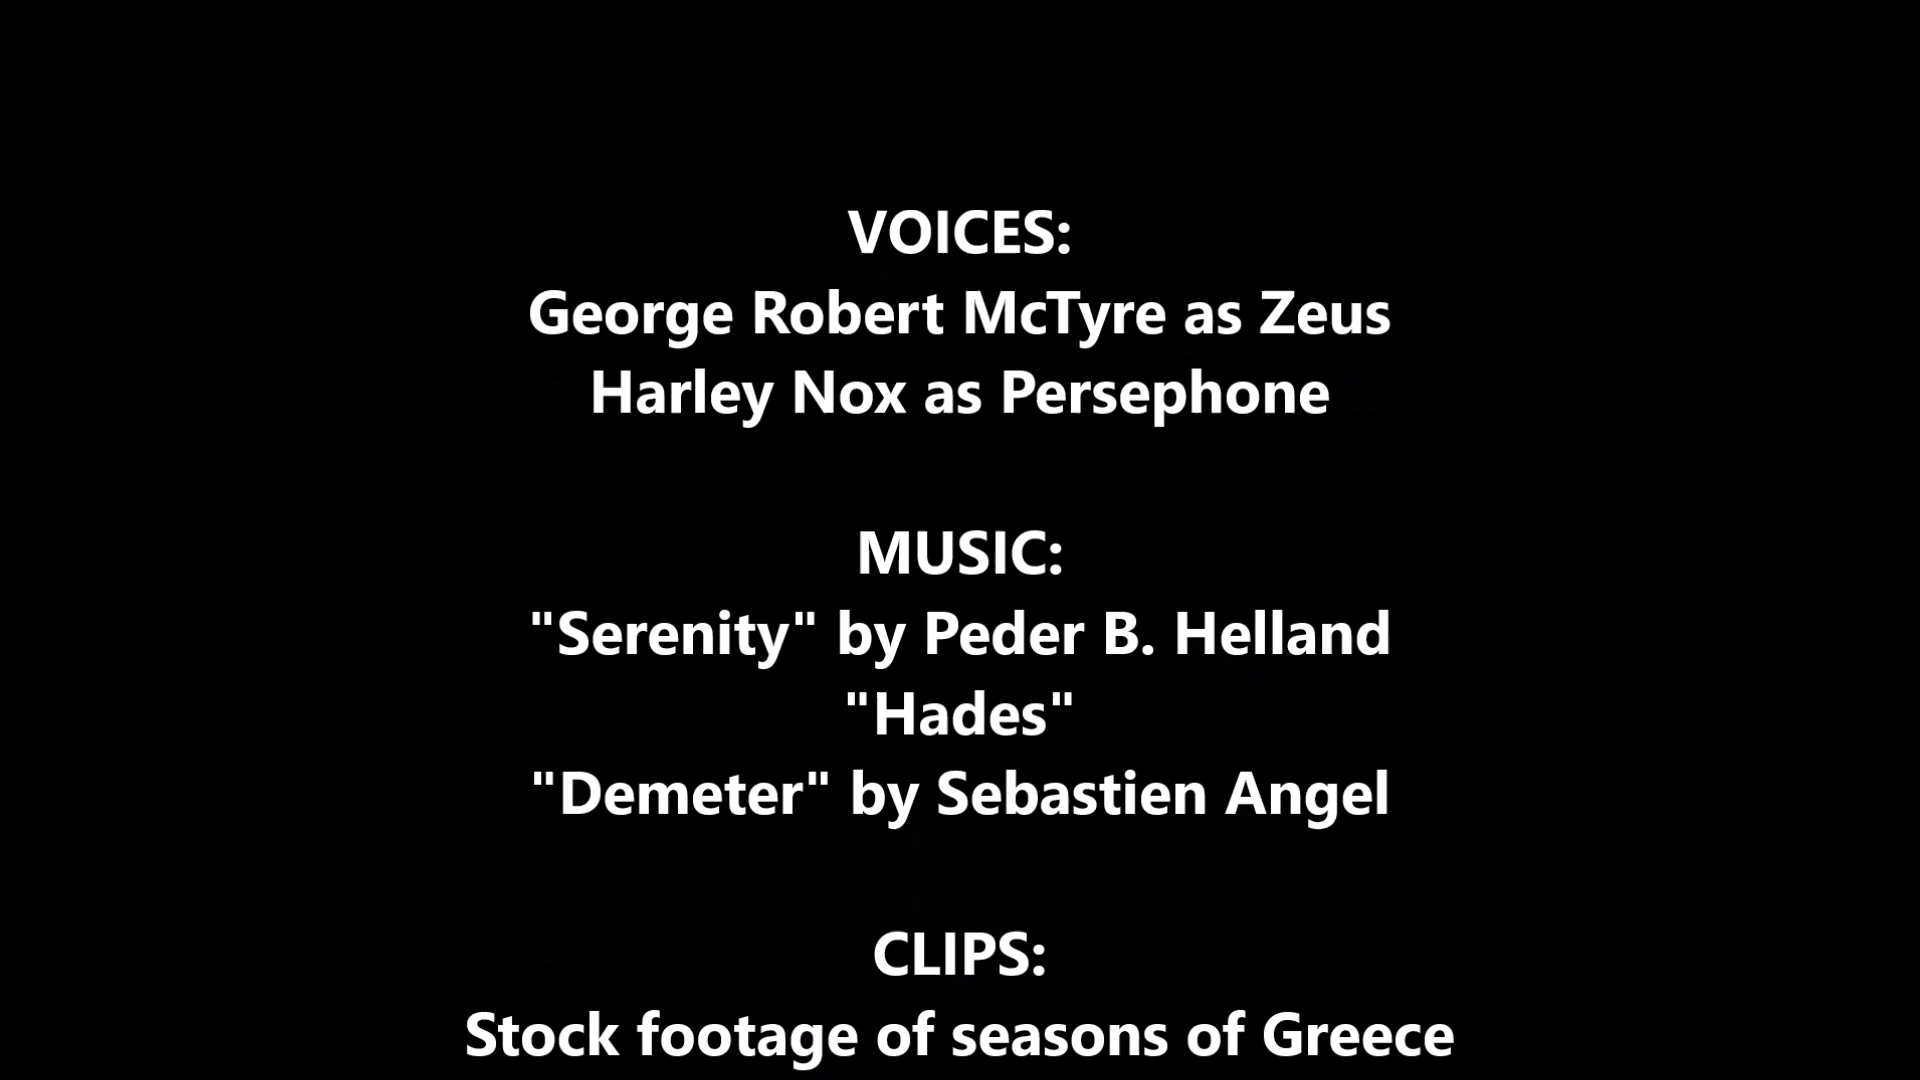 VOICES:
George Robert McTyre as Zeus
Harley Nox as Persephone
MUSIC:
"Serenity" by Peder B. Helland
"Hades"
"Demeter" by Sebastien Angel
CLIPS:
Stock footage of seasons of Greece